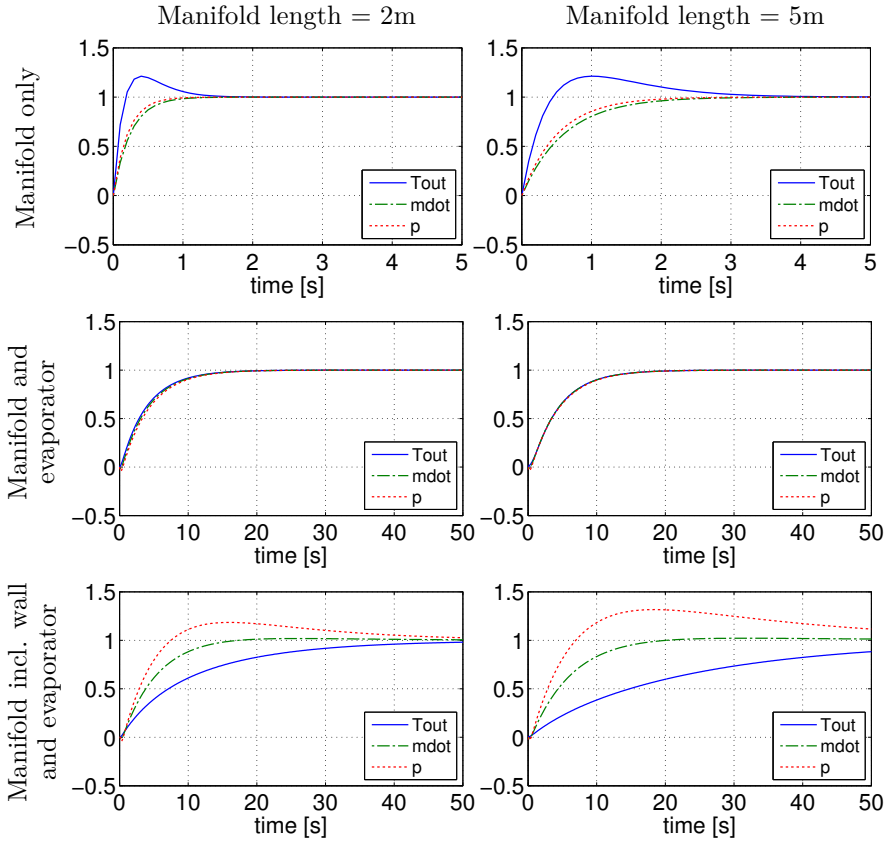 Manifold length = 2m
Manifold length = 5m
Manifold only
1.5
1
0.5
0
−0.5
0 1 2 3 4 5
time [s]
Tout
mdot
p
1.5
1
0.5
0
−0.5
0 1 2 3 4 5
time [s]
Tout
mdot
p
Manifold and
evaporator
1.5
1
0.5
0
−0.5
0 10 20 30 40 50
time [s]
Tout
mdot
p
1.5
1
0.5
0
−0.5
0 10 20 30 40 50
time [s]
Tout
mdot
p
Manifold incl. wall
and evaporator
1.5
1
0.5
0
−0.5
0 10 20 30 40 50
time [s]
Tout
mdot
p
1.5
1
0.5
0
−0.5
0 10 20 30 40 50
time [s]
Tout
mdot
p